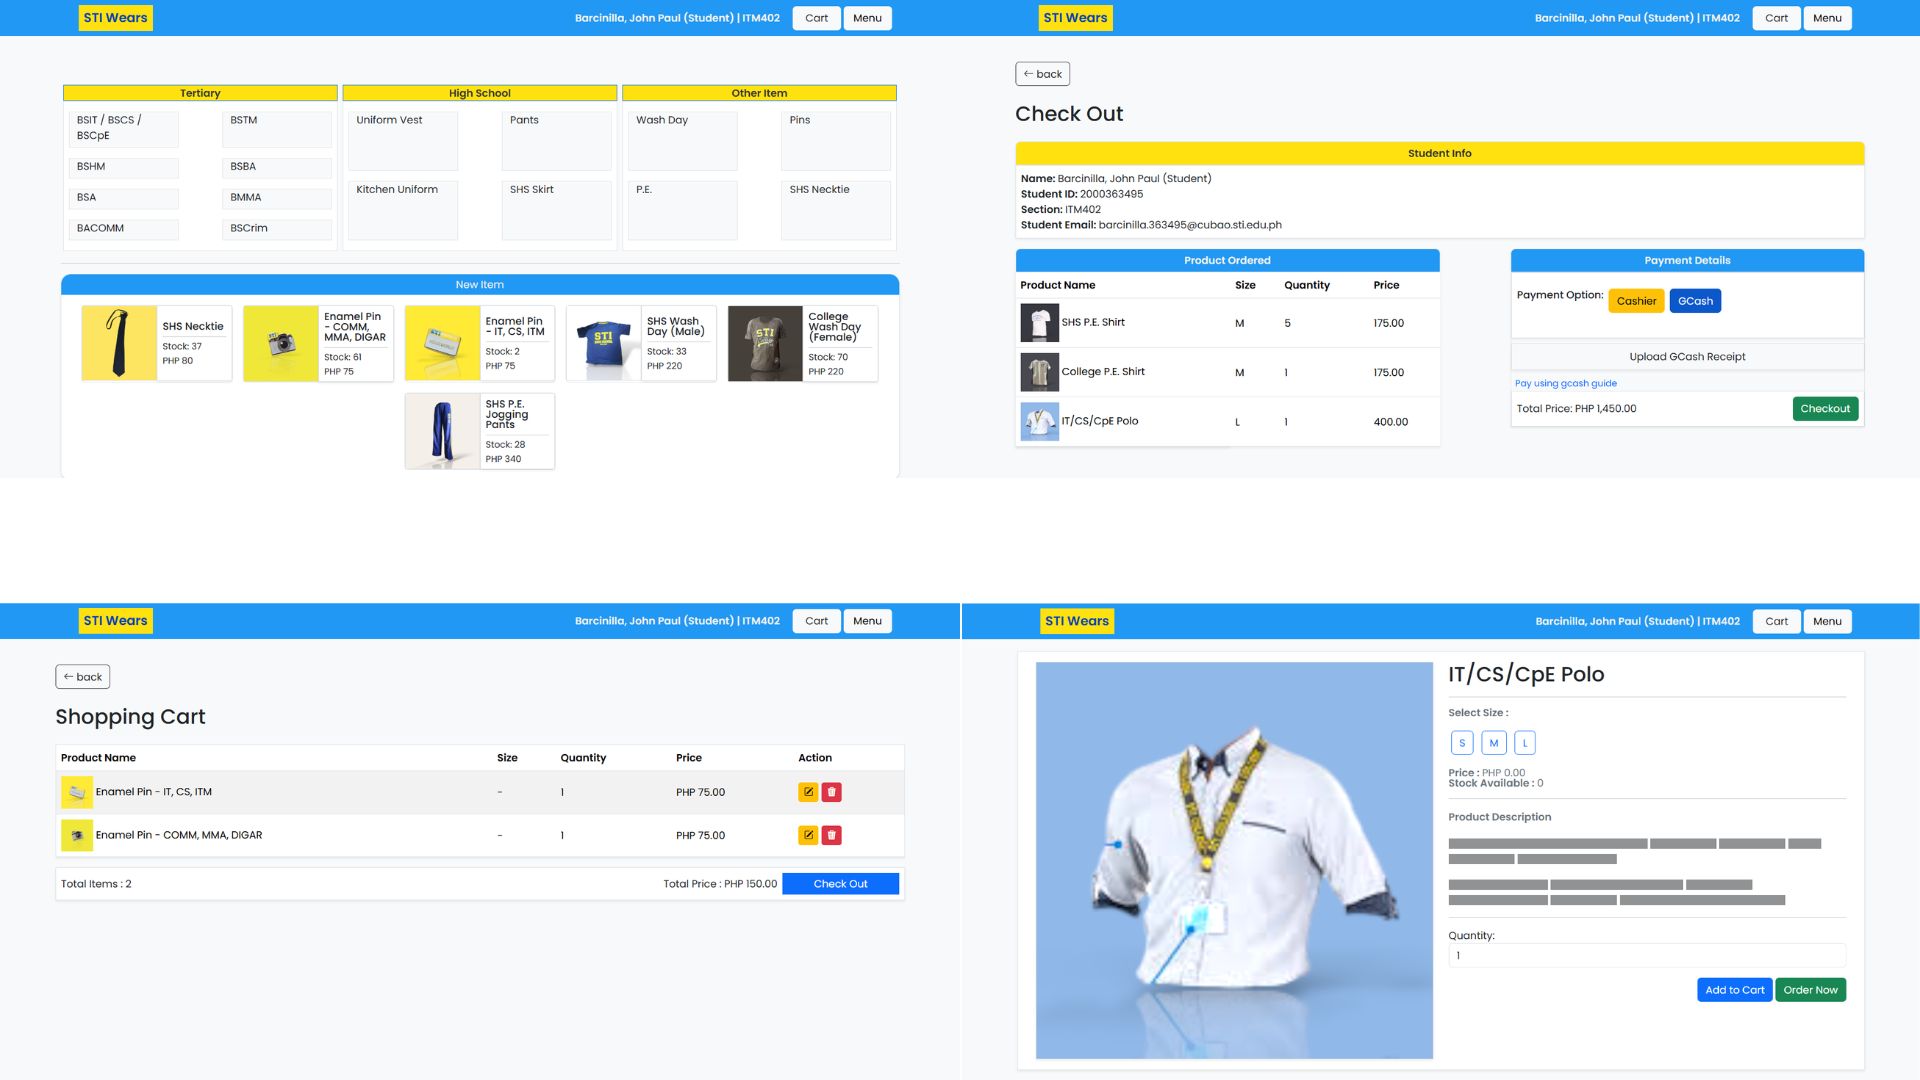 STI Wears
Barcinilla, John Paul (Student) | ITM402
Cart
Menu
Tertiary
BSIT / BSCS /
BSCpE
BSTM
BSHM
BSBA
BSA
BMMA
BACOMM
BSCrim
High School
Uniform Vest
Pants
Kitchen Uniform
SHS Skirt
Other Item
Wash Day
Pins
P.E.
SHS Necktie
New Item
SHS Necktie
Stock: 37
PHP 80
Enamel Pin
- COMM,
MMA, DIGAR
Stock: 61
PHP 75
Enamel Pin
- IT, CS, ITM
Stock: 2
PHP 75
STI
SHS Wash
Day (Male)
Stock: 33
PHP 220
STI
College
Wash Day
(Female)
Stock: 70
PHP 220
SHS P.E.
Jogging
Pants
Stock: 28
PHP 340
STI Wears
Barcinilla, John Paul (Student) | ITM402
Cart
Menu
← back
Check Out
Student Info
Name: Barcinilla, John Paul (Student)
Student ID: 2000363495
Section: ITM402
Student Email: barcinilla.363495@cubao.sti.edu.ph
Product Ordered
Product Name Size Quantity Price
SHS P.E. Shirt M 5 175.00
College P.E. Shirt M 1 175.00
IT/CS/CpE Polo L 1 400.00
Payment Details
Payment Option: Cashier GCash
Upload GCash Receipt
Pay using gcash guide
Total Price: PHP 1,450.00 Checkout
STI Wears
Barcinilla, John Paul (Student) | ITM402
Cart
Menu
← back
Shopping Cart
Product Name Size Quantity Price Action
Enamel Pin - IT, CS, ITM - 1 PHP 75.00
Enamel Pin - COMM, MMA, DIGAR - 1 PHP 75.00
Total Items : 2 Total Price : PHP 150.00 Check Out
STI Wears
Barcinilla, John Paul (Student) | ITM402
Cart
Menu
IT/CS/CpE Polo
Select Size :
S M L
Price : PHP 0.00
Stock Available : 0
Product Description
Quantity:
1
Add to Cart Order Now